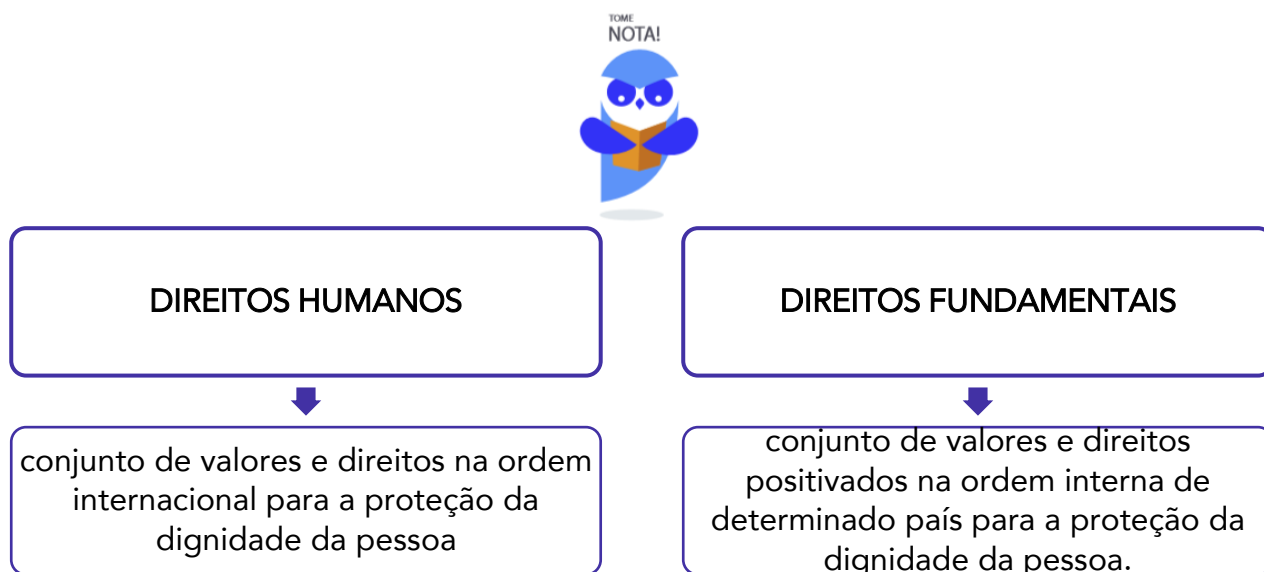 TOME
NOTA!
DIREITOS HUMANOS
DIREITOS FUNDAMENTAIS
conjunto de valores e direitos na ordem
internacional para a proteção da
dignidade da pessoa
conjunto de valores e direitos
positivados na ordem interna de
determinado país para a proteção da
dignidade da pessoa.